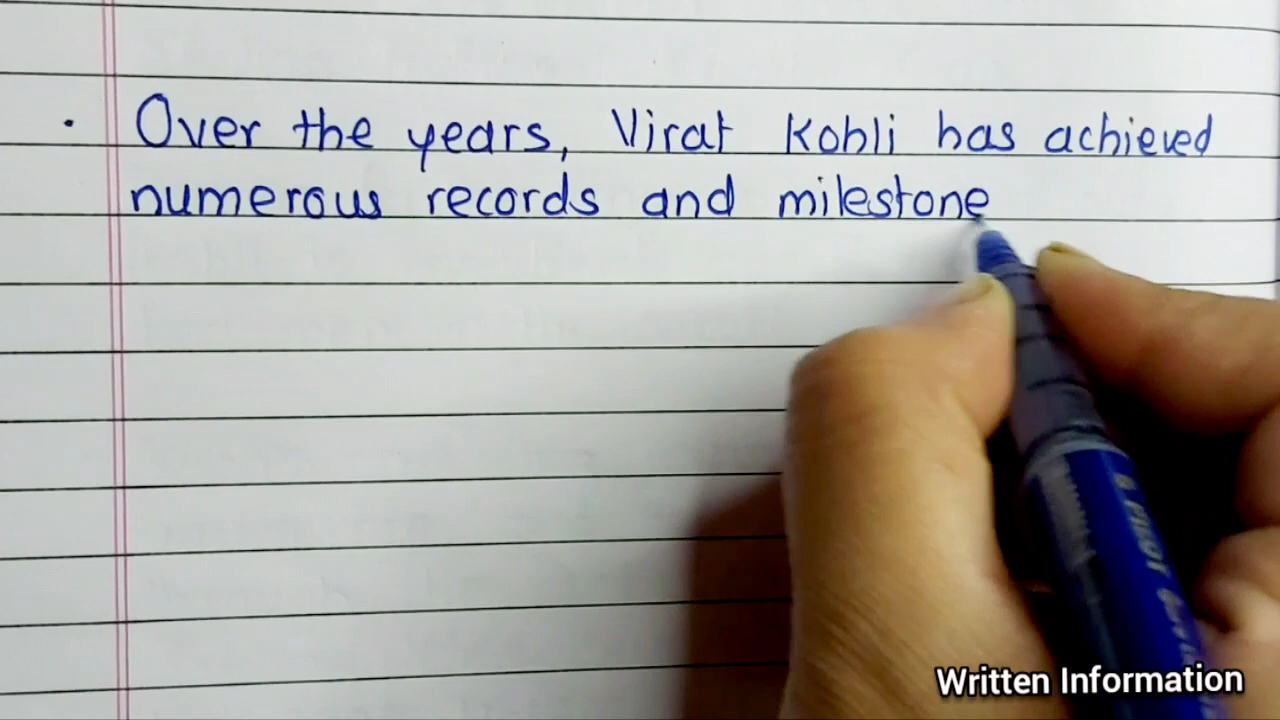 • Over the years, Virat Kohli has achieved
numerous records and milestone
Written Information